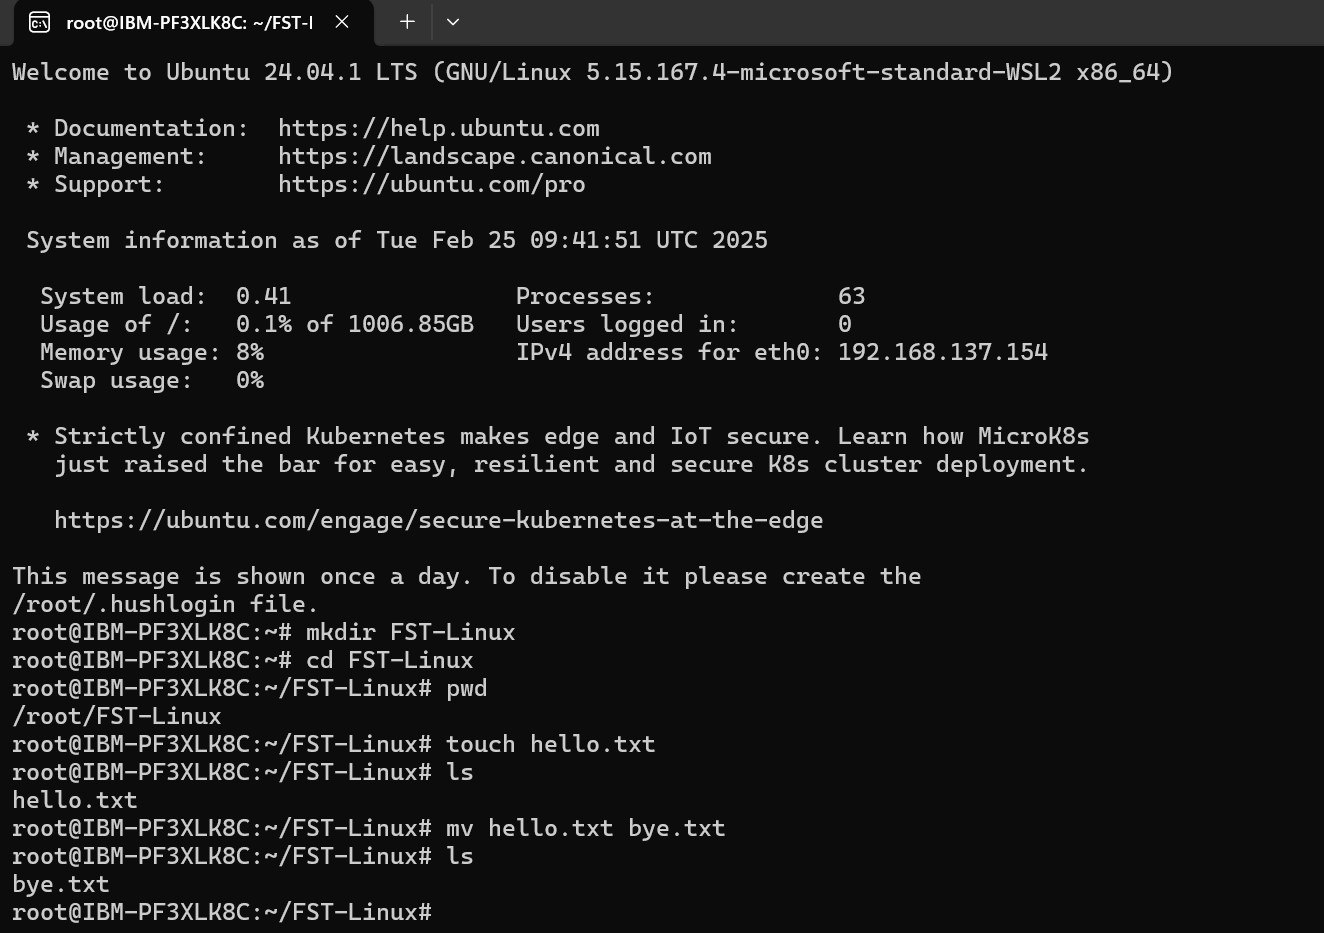 root@IBM-PF3XLK8C: ~/FST-l
Welcome to Ubuntu 24.04.1 LTS (GNU/Linux 5.15.167.4-microsoft-standard-WSL2 x86_64)
* Documentation:  https://help.ubuntu.com
* Management:     https://landscape.canonical.com
* Support:        https://ubuntu.com/pro
System information as of Tue Feb 25 09:41:51 UTC 2025
System load:  0.41                Processes:             63
Usage of /:   0.1% of 1006.85GB   Users logged in:       0
Memory usage: 8%                  IPv4 address for eth0: 192.168.137.154
Swap usage:   0%
* Strictly confined Kubernetes makes edge and IoT secure. Learn how MicroK8s
just raised the bar for easy, resilient and secure K8s cluster deployment.
https://ubuntu.com/engage/secure-kubernetes-at-the-edge
This message is shown once a day. To disable it please create the
/root/.hushlogin file.
root@IBM-PF3XLK8C:~# mkdir FST-Linux
root@IBM-PF3XLK8C:~# cd FST-Linux
root@IBM-PF3XLK8C:~/FST-Linux# pwd
/root/FST-Linux
root@IBM-PF3XLK8C:~/FST-Linux# touch hello.txt
root@IBM-PF3XLK8C:~/FST-Linux# ls
hello.txt
root@IBM-PF3XLK8C:~/FST-Linux# mv hello.txt bye.txt
root@IBM-PF3XLK8C:~/FST-Linux# ls
bye.txt
root@IBM-PF3XLK8C:~/FST-Linux#